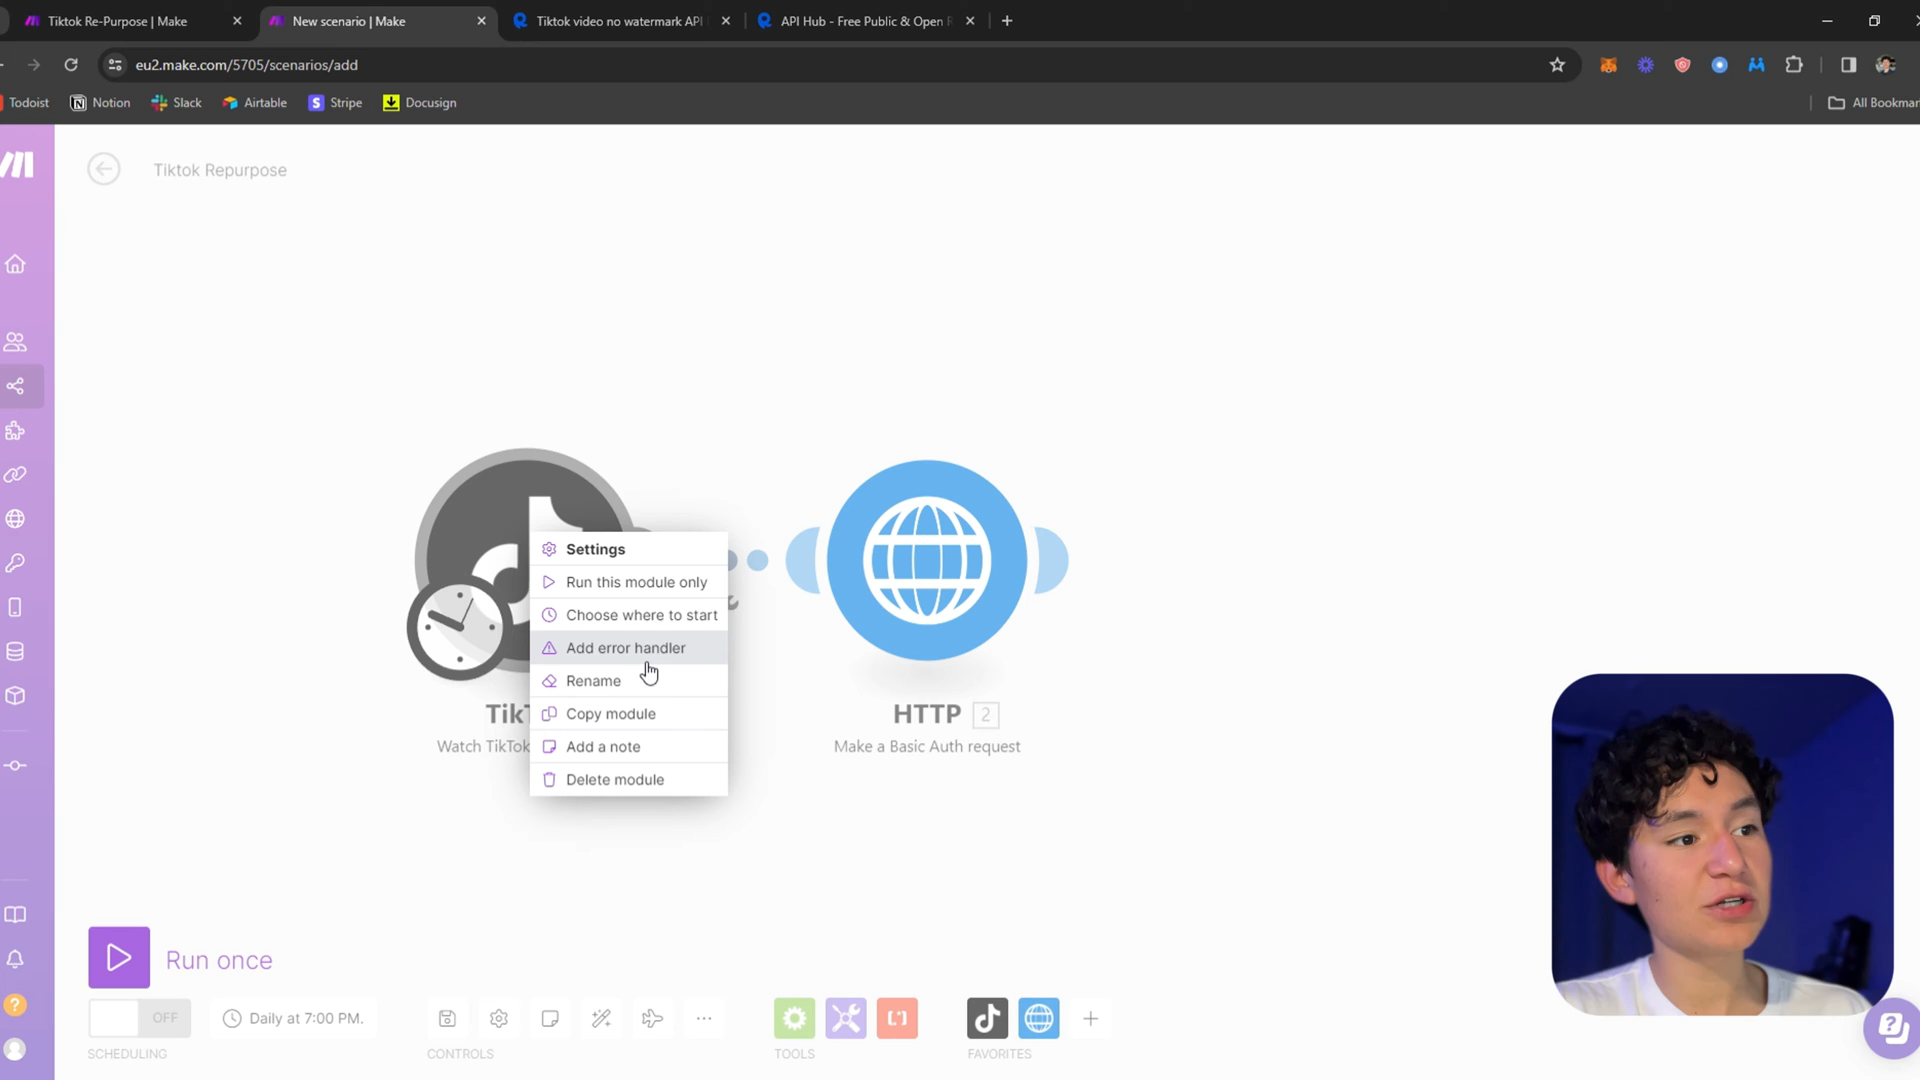 Tiktok Re-Purpose | Make
New scenario | Make
Tiktok video no watermark API
API Hub - Free Public & Open
eu2.make.com/5705/scenarios/add
Todoist
Notion
Slack
Airtable
Stripe
Docusign
All Bookmar
Tiktok Repurpose
Settings
Run this module only
Choose where to start
Add error handler
Rename
Copy module
Add a note
Delete module
TikT
Watch TikTok
HTTP 2
Make a Basic Auth request
Run once
OFF
Daily at 7:00 PM.
SCHEDULING
CONTROLS
TOOLS
FAVORITES